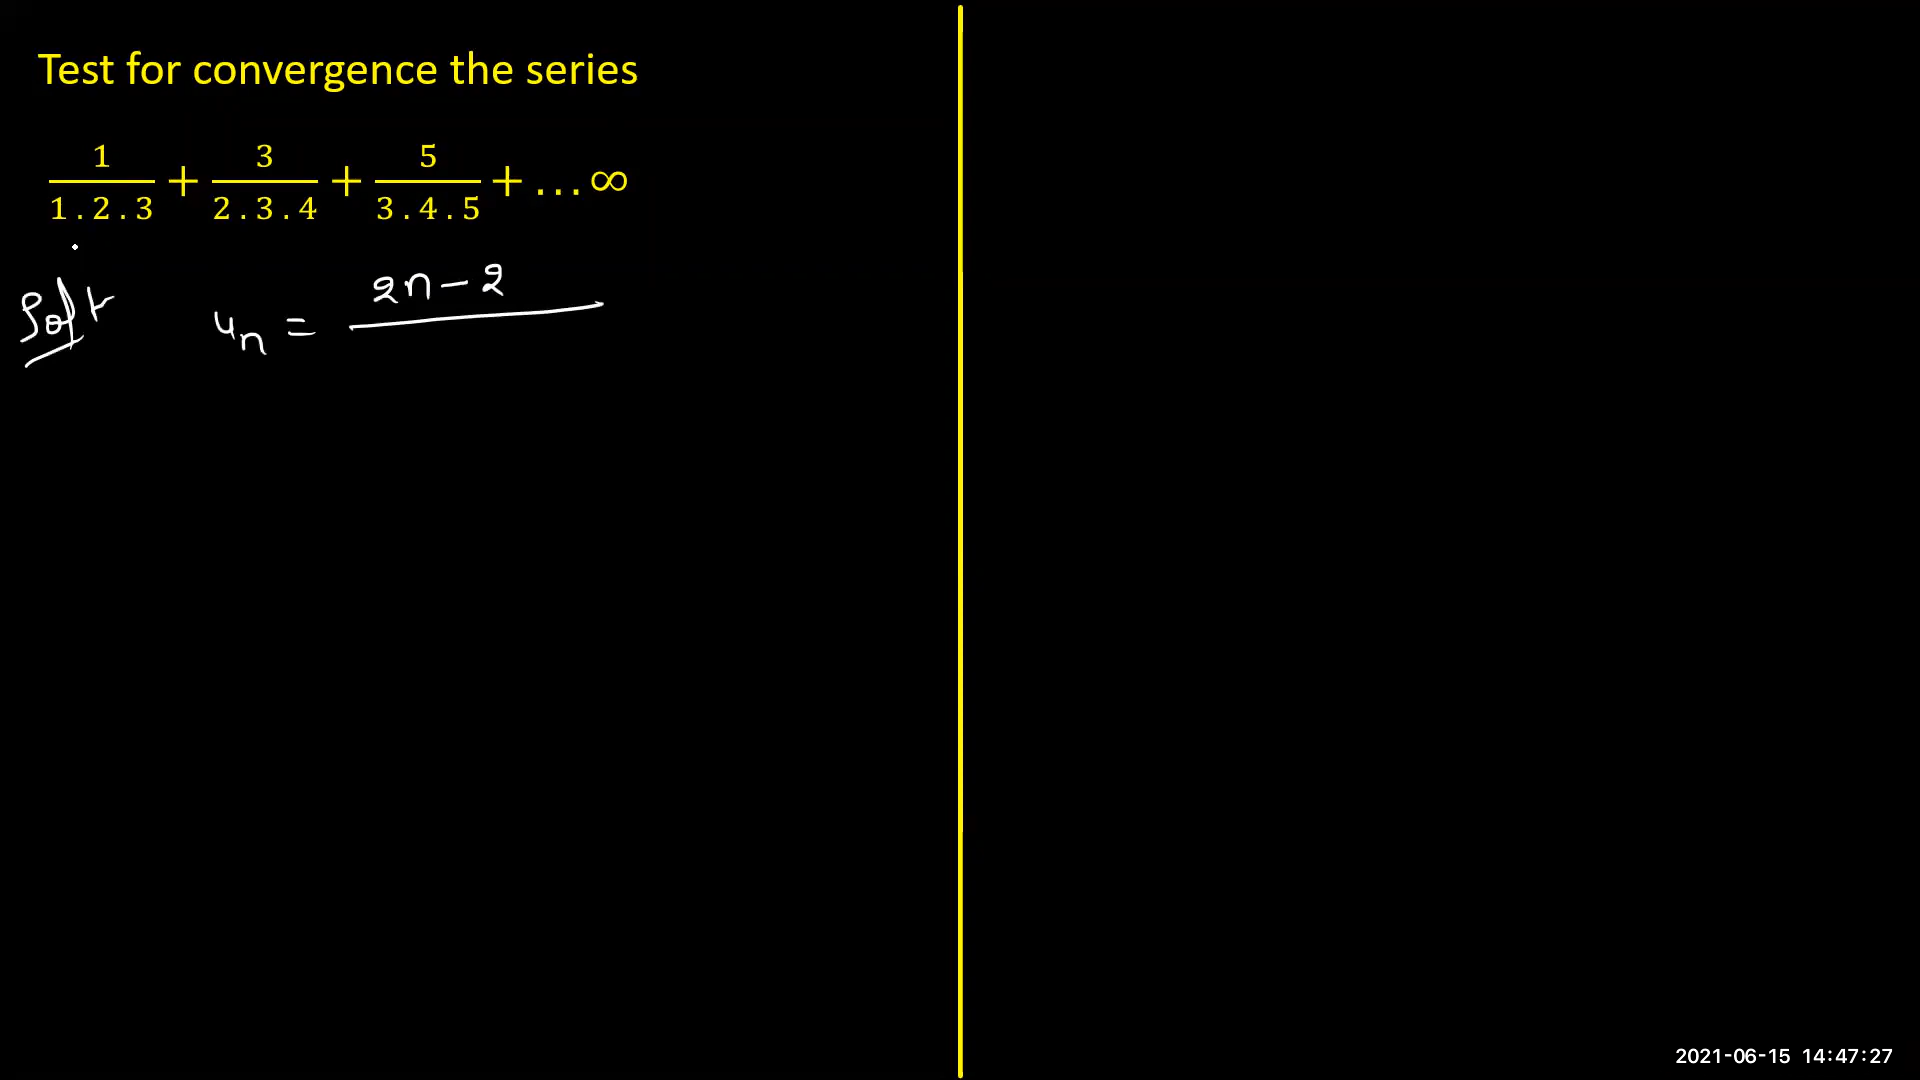 Test for convergence the series
1/1.2.3 + 3/2.3.4 + 5/3.4.5 + ...∞
Solⁿ uₙ = 2n-2/
2021-06-15 14:47:27